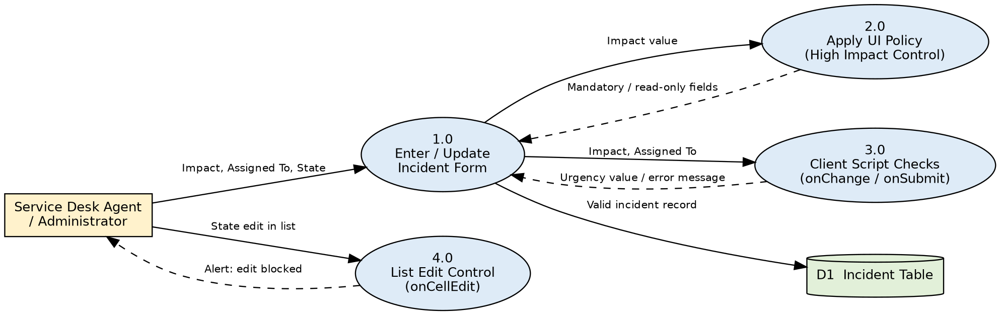 2.0
Apply UI Policy
(High Impact Control)
Impact value
Mandatory / read-only fields
1.0
Enter / Update
Incident Form
Impact, Assigned To
3.0
Client Script Checks
(onChange / onSubmit)
Impact, Assigned To, State
Urgency value / error message
Service Desk Agent
/ Administrator
Valid incident record
State edit in list
4.0
List Edit Control
(onCellEdit)
Alert: edit blocked
D1  Incident Table